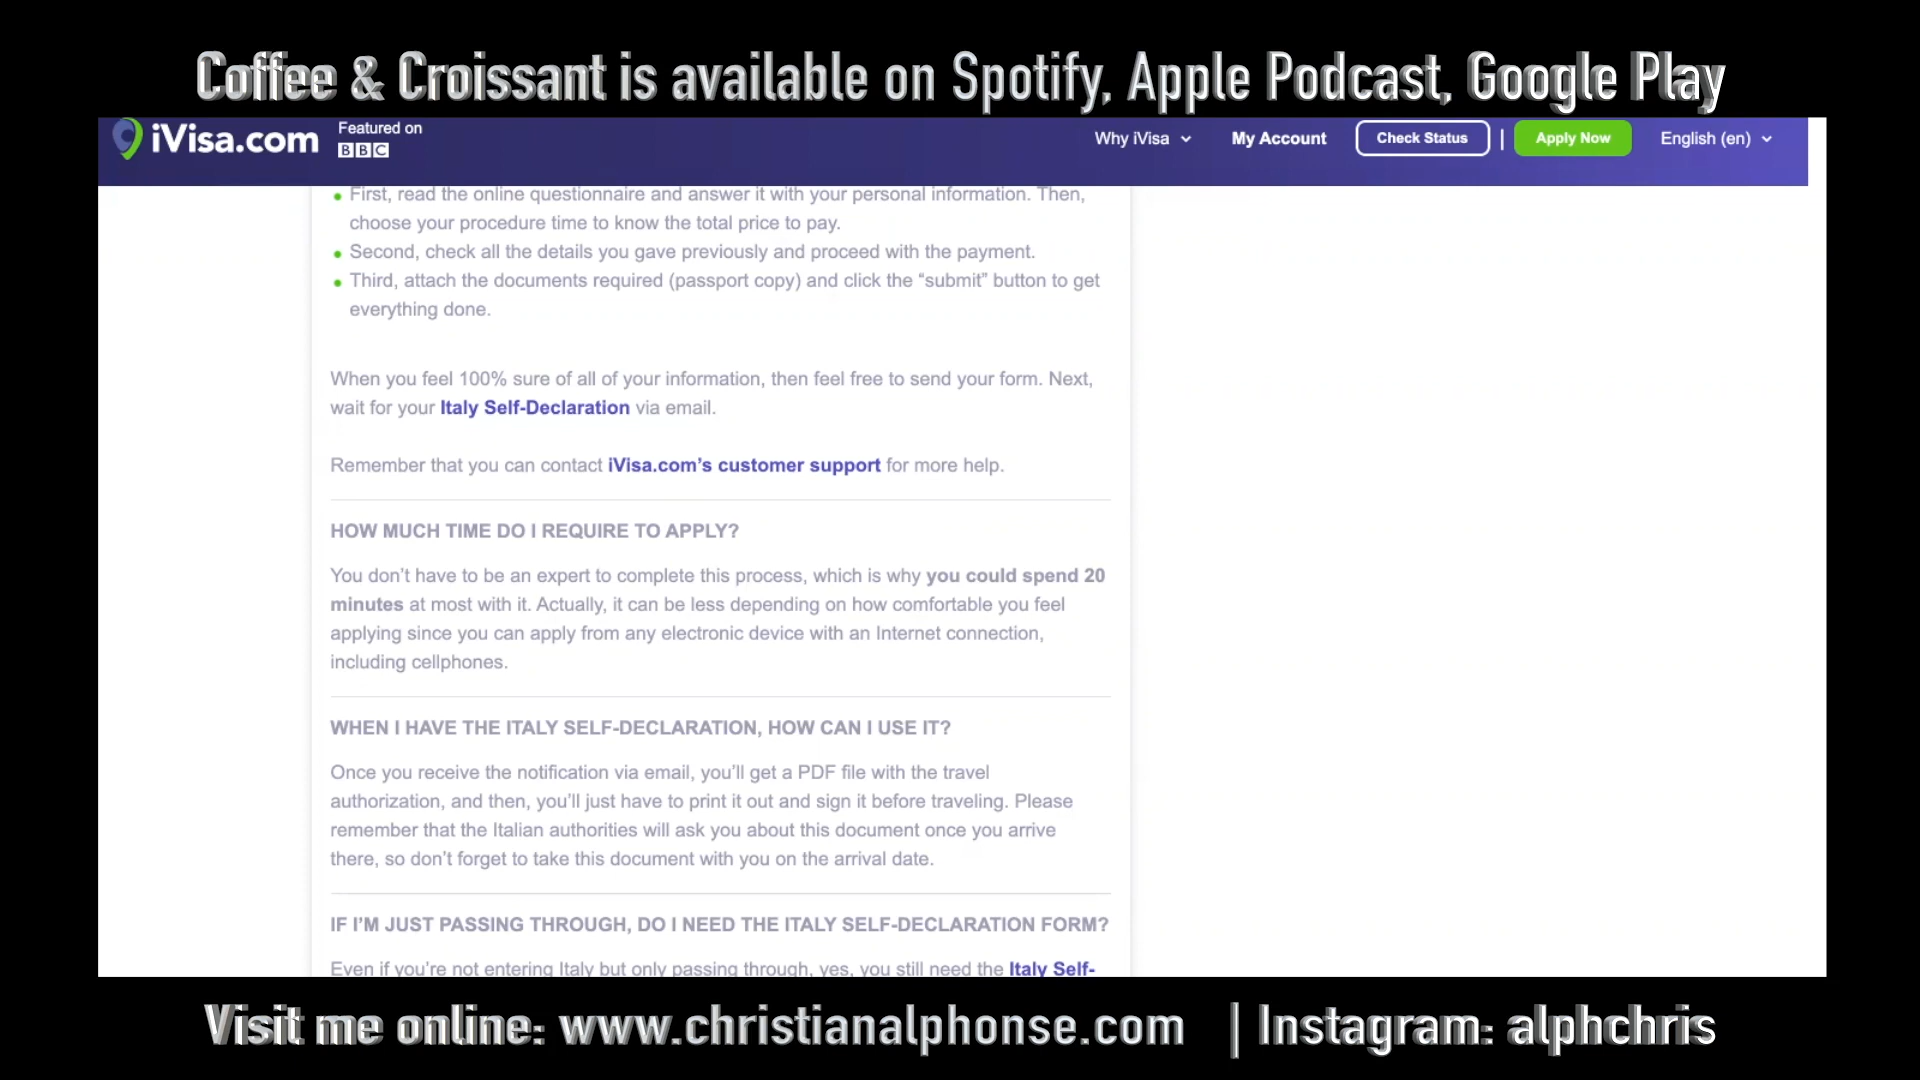 Coffee & Croissant is available on Spotify, Apple Podcast, Google Play
iVisa.com Featured on BBC Why iVisa My Account Check Status | Apply Now English (en)
First, read the online questionnaire and answer it with your personal information. Then,
choose your procedure time to know the total price to pay.
Second, check all the details you gave previously and proceed with the payment.
Third, attach the documents required (passport copy) and click the “submit” button to get
everything done.
When you feel 100% sure of all of your information, then feel free to send your form. Next,
wait for your Italy Self-Declaration via email.
Remember that you can contact iVisa.com’s customer support for more help.
HOW MUCH TIME DO I REQUIRE TO APPLY?
You don’t have to be an expert to complete this process, which is why you could spend 20
minutes at most with it. Actually, it can be less depending on how comfortable you feel
applying since you can apply from any electronic device with an Internet connection,
including cellphones.
WHEN I HAVE THE ITALY SELF-DECLARATION, HOW CAN I USE IT?
Once you receive the notification via email, you’ll get a PDF file with the travel
authorization, and then, you’ll just have to print it out and sign it before traveling. Please
remember that the Italian authorities will ask you about this document once you arrive
there, so don’t forget to take this document with you on the arrival date.
IF I’M JUST PASSING THROUGH, DO I NEED THE ITALY SELF-DECLARATION FORM?
Even if you’re not entering Italy but only passing through, yes, you still need the Italy Self-
Visit me online: www.christianalphonse.com | Instagram: alphchris